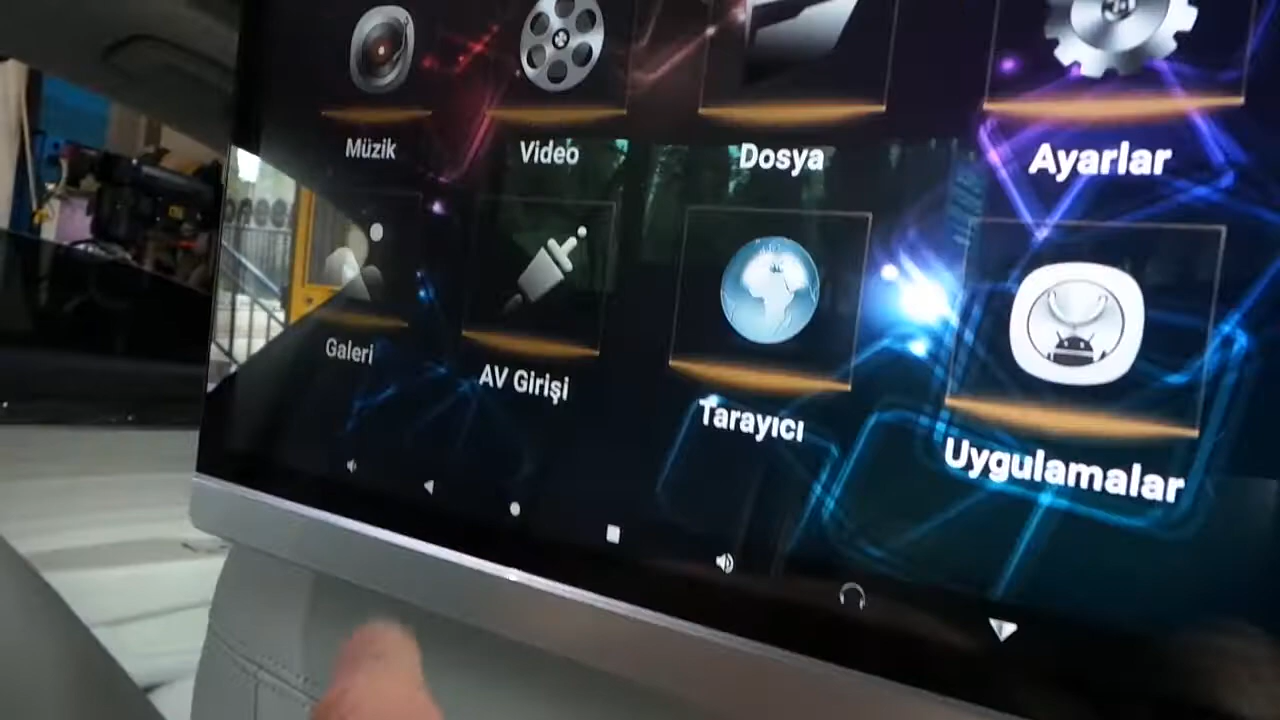 Müzik
Video
Dosya
Ayarlar
Galeri
AV Girişi
Tarayıcı
Uygulamalar